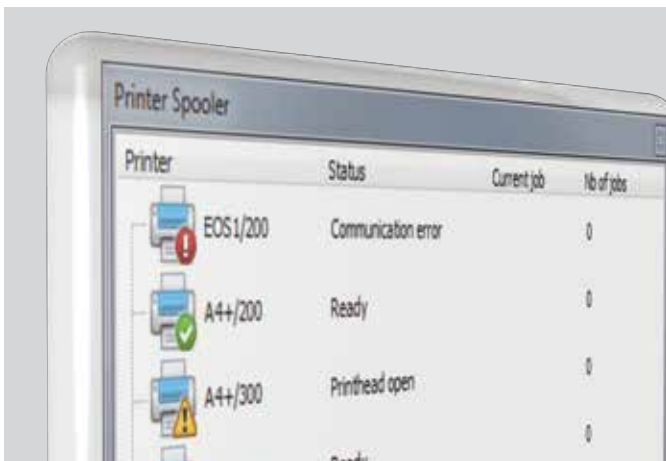 Printer Spooler
Printer Status Current job Nb of jobs
EOS1/200 Communication error 0
A4+/200 Ready 0
A4+/300 Printhead open 0
Ready 0